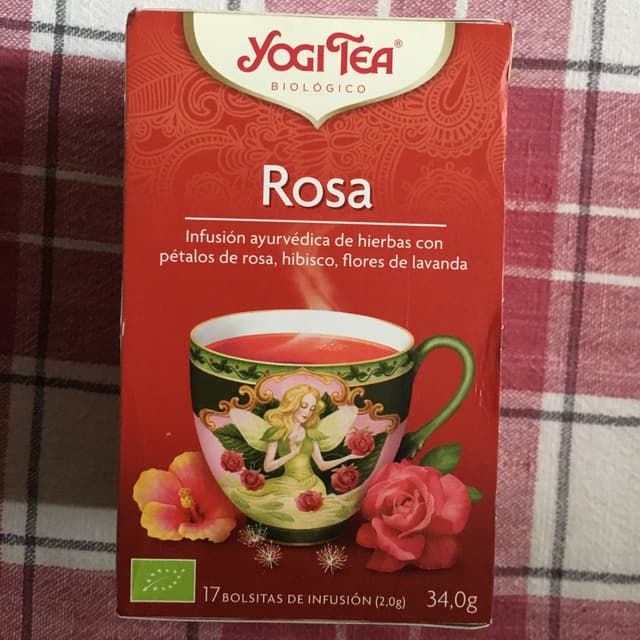 YOGI TEA®
BIOLÓGICO
Rosa
Infusión ayurvédica de hierbas con
pétalos de rosa, hibisco, flores de lavanda
17 BOLSITAS DE INFUSIÓN (2,0g) 34,0g